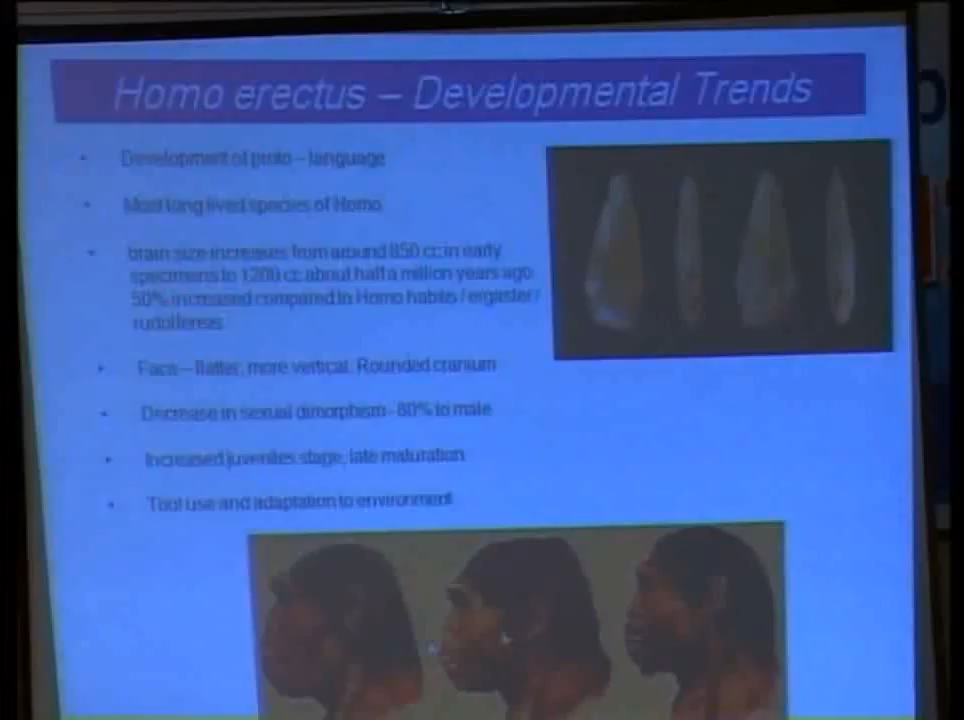 Homo erectus – Developmental Trends
• Development of proto – language
• Most long lived species of Homo
• brain size increases from around 850 cc in early
specimens to 1200 cc about half a million years ago
50% increased compared to Homo habilis / ergaster /
rudolfensis
• Face – flatter, more vertical. Rounded cranium
• Decrease in sexual dimorphism - 80% to male
• Increased juveniles stage, late maturation
• Tool use and adaptation to environment